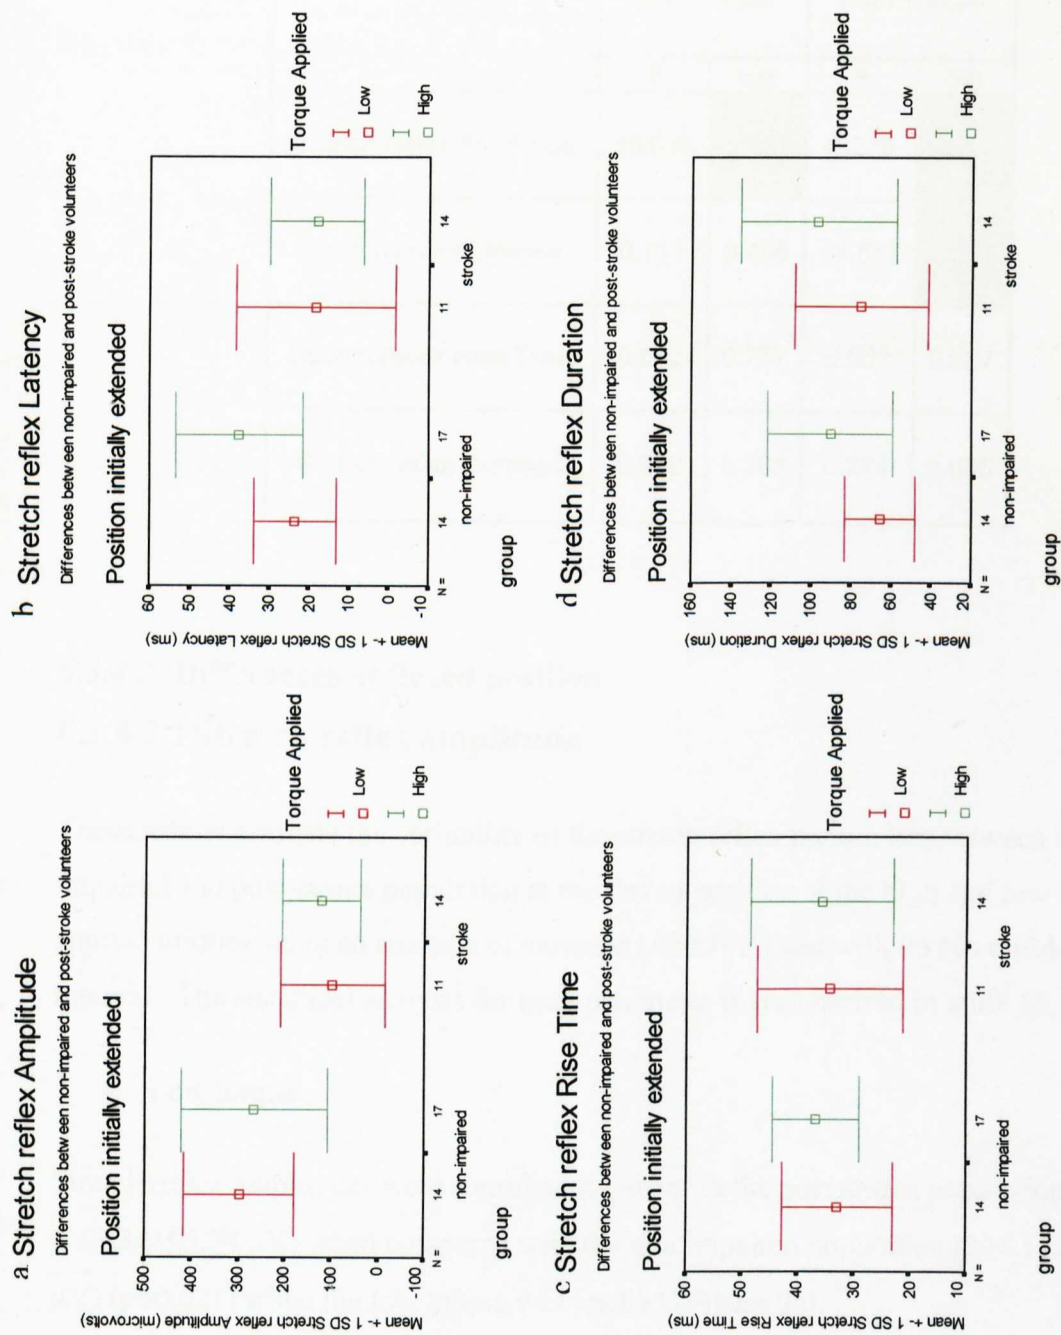 a Stretch reflex Amplitude
Differences between non-impaired and post-stroke volunteers
Position initially extended
Mean +- 1 SD Stretch reflex Amplitude (microvolts)
500
400
300
200
100
0
-100
N =
14
17
11
14
non-impaired
stroke
group
Torque Applied
Low
High
b Stretch reflex Latency
Differences between non-impaired and post-stroke volunteers
Position initially extended
Mean +- 1 SD Stretch reflex Latency (ms)
60
50
40
30
20
10
0
-10
N =
14
17
11
14
non-impaired
stroke
group
Torque Applied
Low
High
c Stretch reflex Rise Time
Differences between non-impaired and post-stroke volunteers
Position initially extended
Mean +- 1 SD Stretch reflex Rise Time (ms)
60
50
40
30
20
10
N =
14
17
11
14
non-impaired
stroke
group
Torque Applied
Low
High
d Stretch reflex Duration
Differences between non-impaired and post-stroke volunteers
Position initially extended
Mean +- 1 SD Stretch reflex Duration (ms)
160
140
120
100
80
60
40
20
N =
14
17
11
14
non-impaired
stroke
group
Torque Applied
Low
High